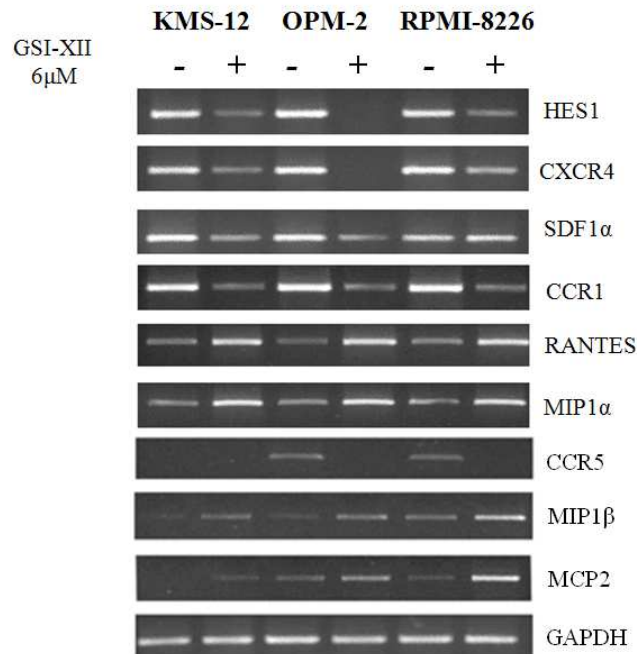 KMS-12 OPM-2 RPMI-8226
GSI-XII
6μM
- + - + - +
HES1
CXCR4
SDF1α
CCR1
RANTES
MIP1α
CCR5
MIP1β
MCP2
GAPDH